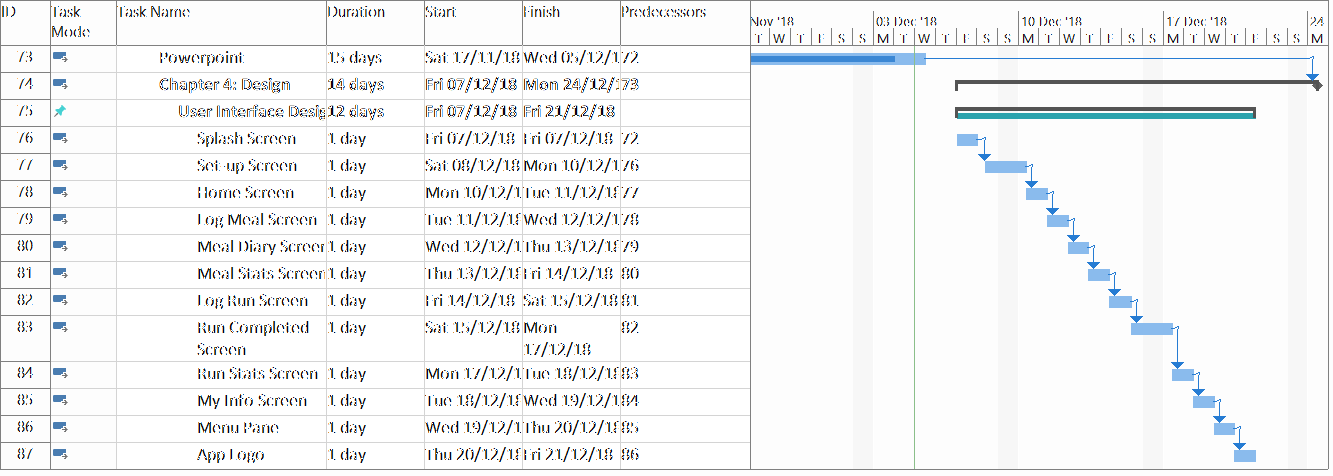 ID Task Mode Task Name Duration Start Finish Predecessors
Nov '18 03 Dec '18 10 Dec '18 17 Dec '18 24
T W T F S S M T W T F S S M T W T F S S M T W T F S S M
73 Powerpoint 15 days Sat 17/11/18 Wed 05/12/1 72
74 Chapter 4: Design 14 days Fri 07/12/18 Mon 24/12/1 73
75 User Interface Desig 12 days Fri 07/12/18 Fri 21/12/18
76 Splash Screen 1 day Fri 07/12/18 Fri 07/12/18 72
77 Set-up Screen 1 day Sat 08/12/18 Mon 10/12/1 76
78 Home Screen 1 day Mon 10/12/1 Tue 11/12/18 77
79 Log Meal Screen 1 day Tue 11/12/18 Wed 12/12/1 78
80 Meal Diary Screen 1 day Wed 12/12/1 Thu 13/12/18 79
81 Meal Stats Screen 1 day Thu 13/12/18 Fri 14/12/18 80
82 Log Run Screen 1 day Fri 14/12/18 Sat 15/12/18 81
83 Run Completed Screen 1 day Sat 15/12/18 Mon 17/12/18 82
84 Run Stats Screen 1 day Mon 17/12/1 Tue 18/12/18 83
85 My Info Screen 1 day Tue 18/12/18 Wed 19/12/1 84
86 Menu Pane 1 day Wed 19/12/1 Thu 20/12/18 85
87 App Logo 1 day Thu 20/12/18 Fri 21/12/18 86